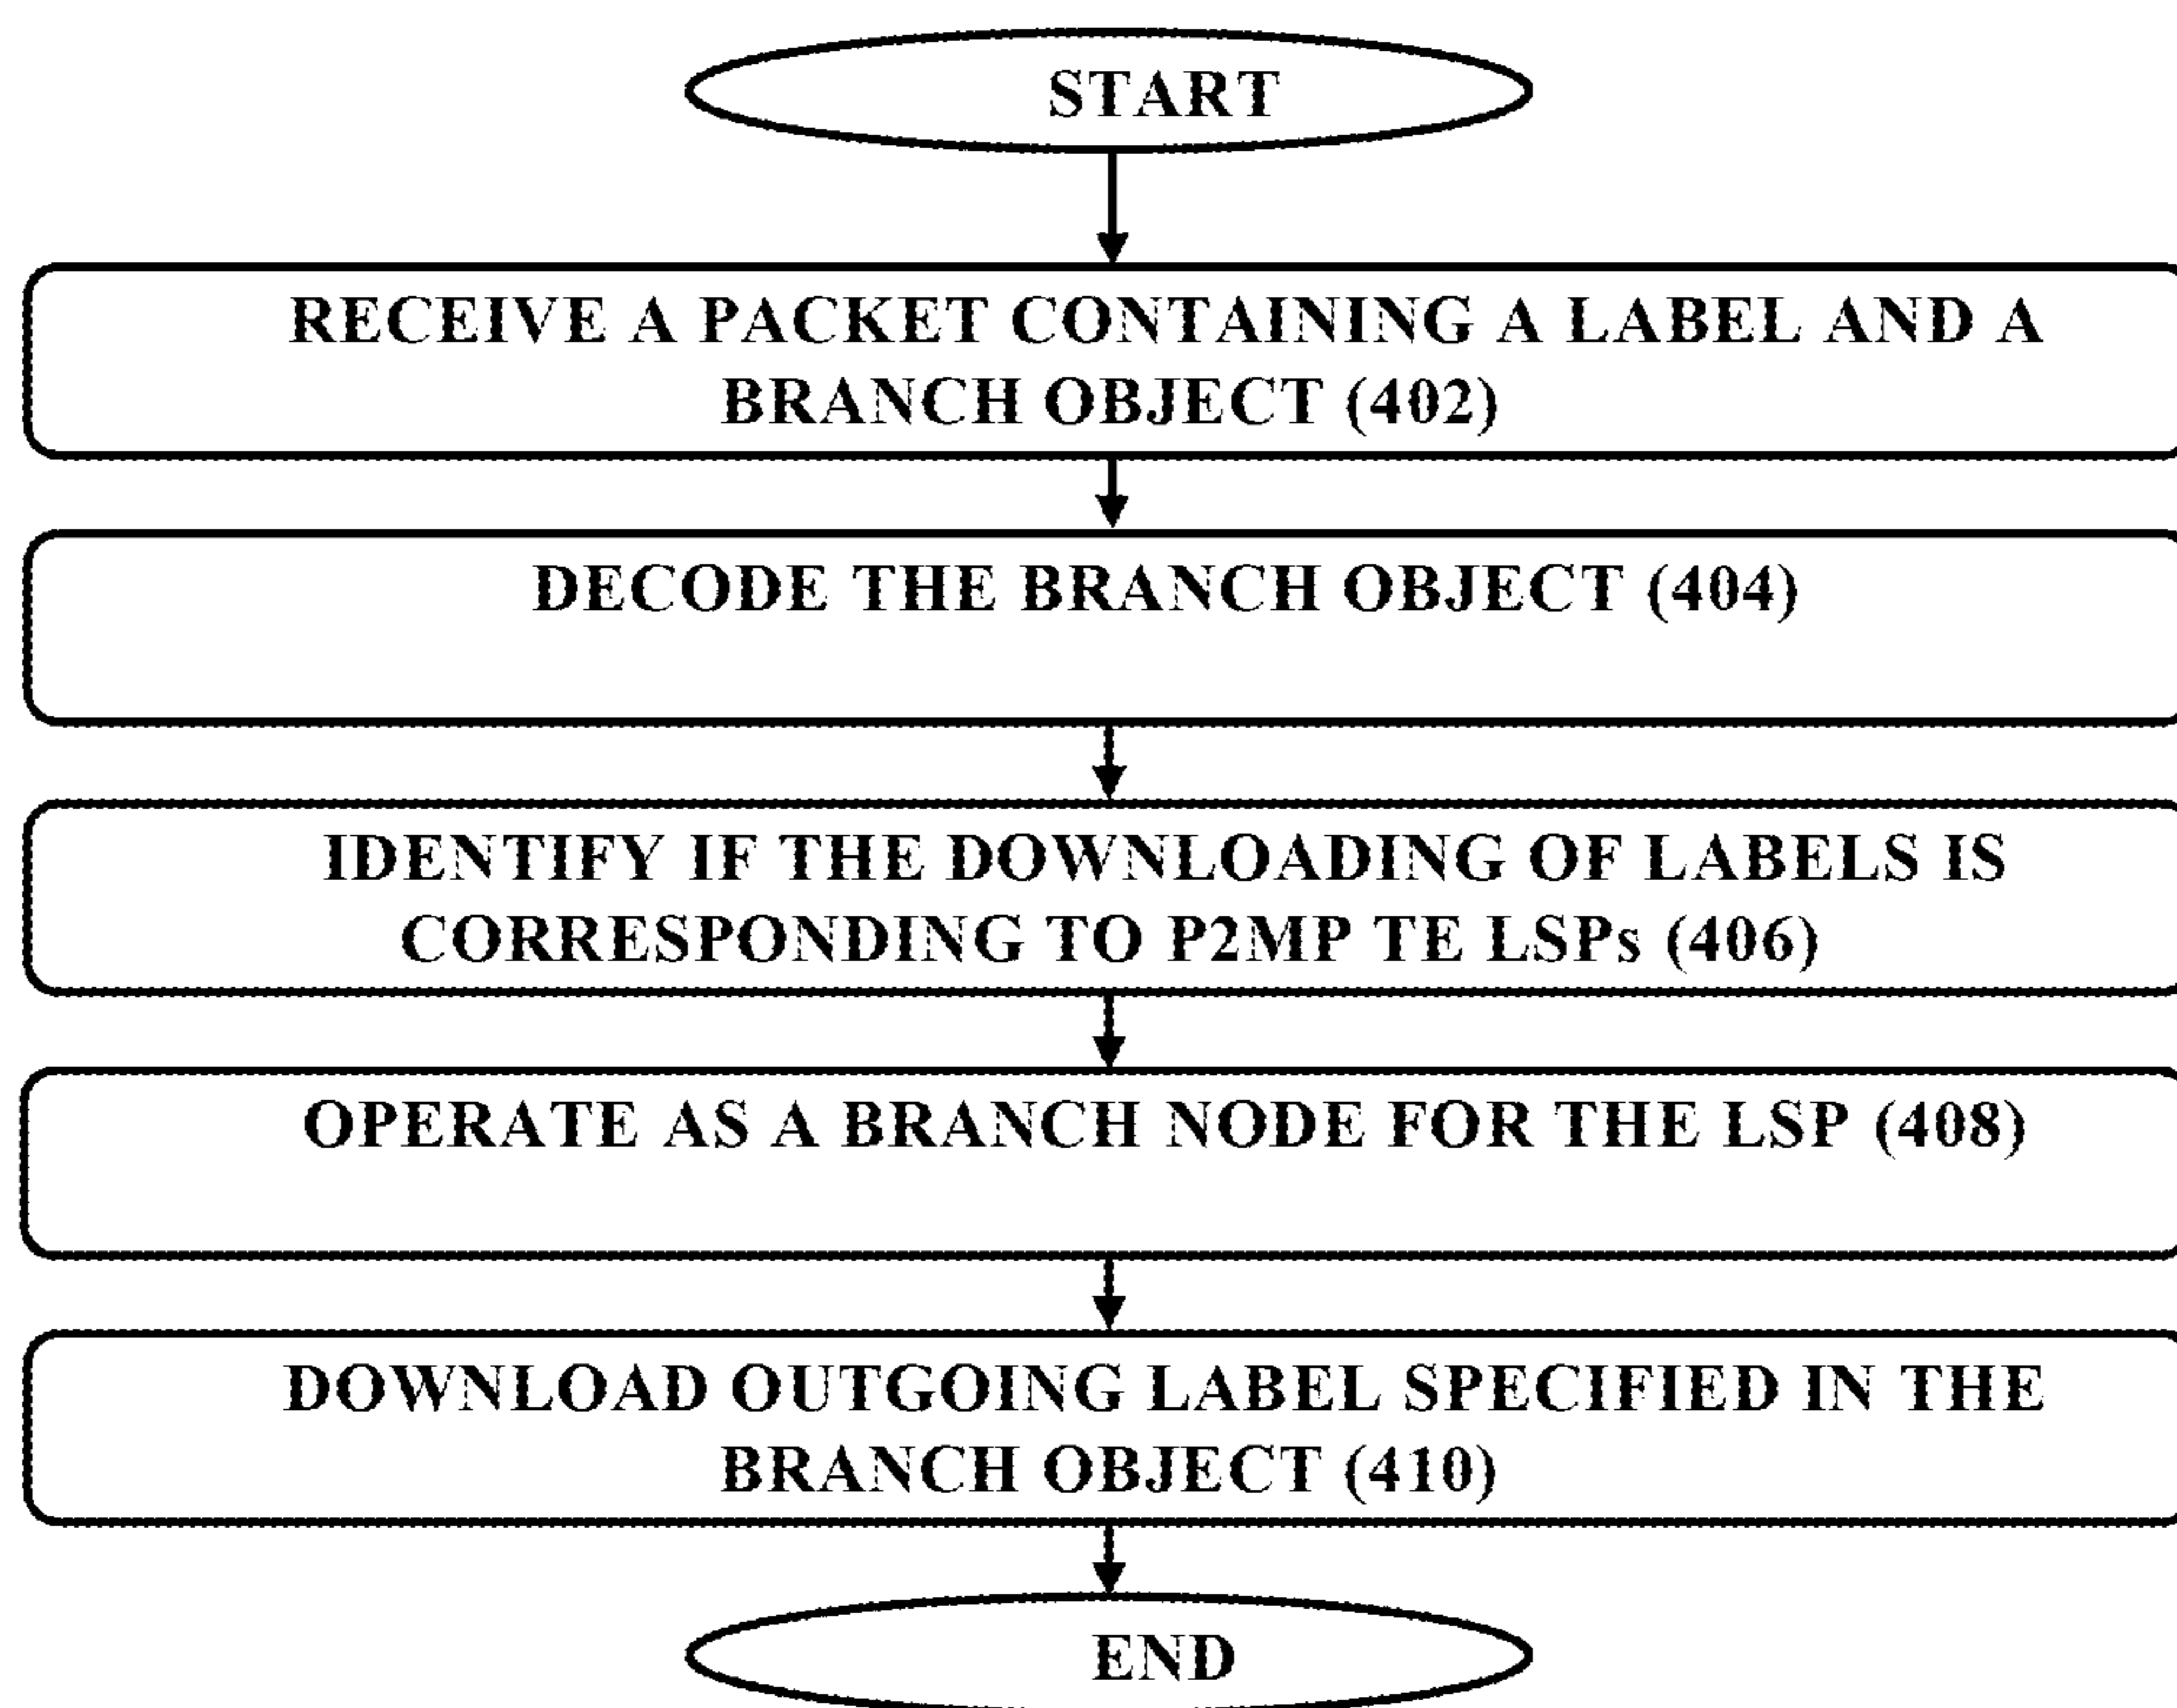 START
RECEIVE A PACKET CONTAINING A LABEL AND A
BRANCH OBJECT (402)
DECODE THE BRANCH OBJECT (404)
IDENTIFY IF THE DOWNLOADING OF LABELS IS
CORRESPONDING TO P2MP TE LSPs (406)
OPERATE AS A BRANCH NODE FOR THE LSP (408)
DOWNLOAD OUTGOING LABEL SPECIFIED IN THE
BRANCH OBJECT (410)
END